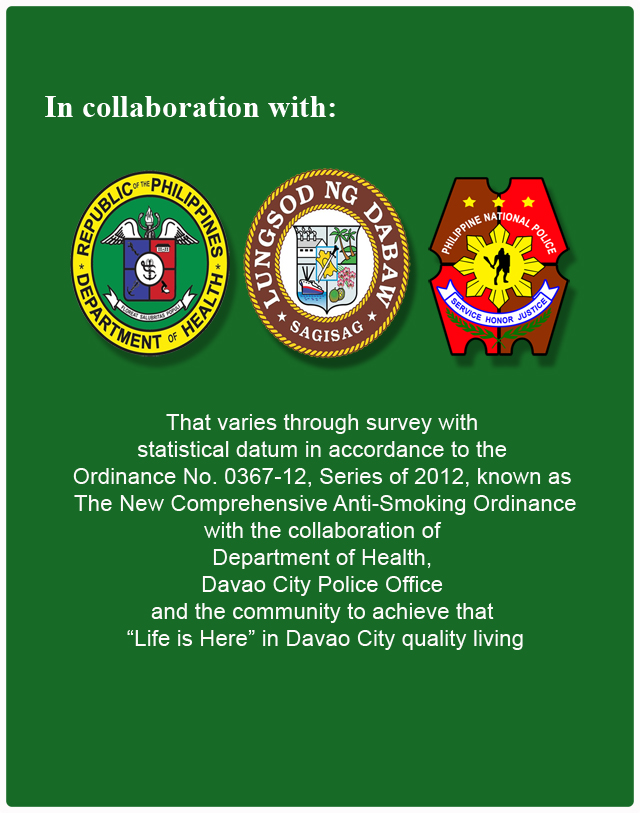 In collaboration with:
REPUBLIC OF THE PHILIPPINES
DEPARTMENT OF HEALTH
FLOREAT SALUBRITAS POPULI
LUNGSOD NG DABAW
SAGISAG
PHILIPPINE NATIONAL POLICE
SERVICE HONOR JUSTICE
That varies through survey with
statistical datum in accordance to the
Ordinance No. 0367-12, Series of 2012, known as
The New Comprehensive Anti-Smoking Ordinance
with the collaboration of
Department of Health,
Davao City Police Office
and the community to achieve that
“Life is Here” in Davao City quality living